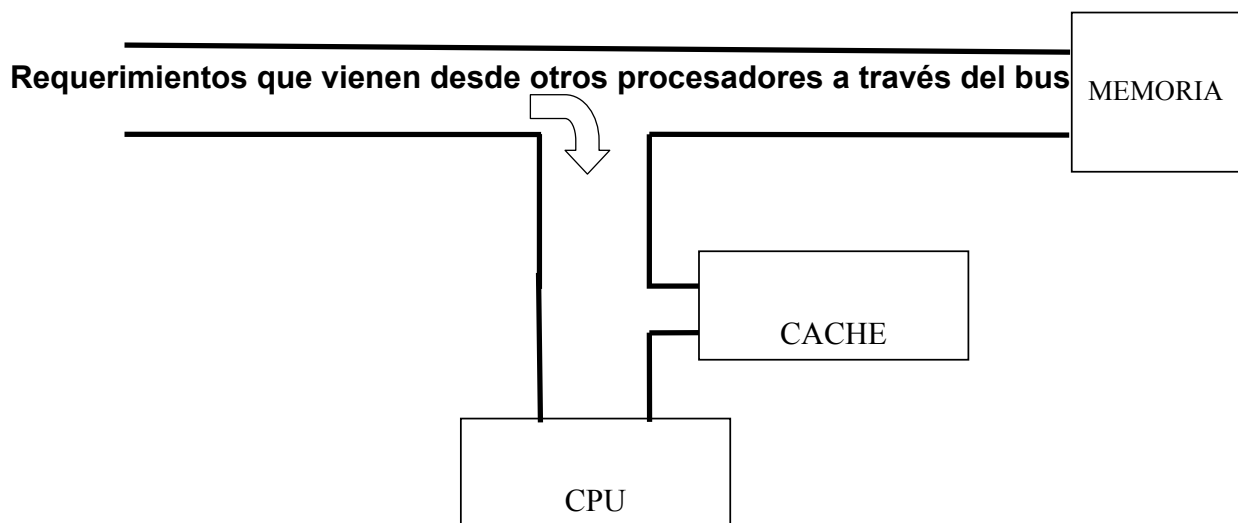 Requerimientos que vienen desde otros procesadores a través del bus
MEMORIA
CACHE
CPU